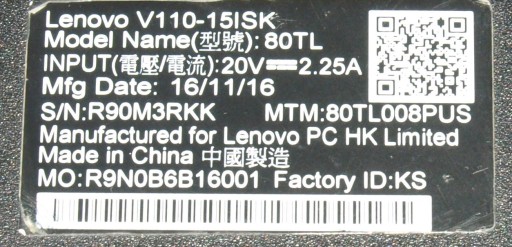 Lenovo V110-15ISK
Model Name(型號): 80TL
INPUT(電壓/電流):20V⎓2.25A
Mfg Date: 16/11/16
S/N:R90M3RKK MTM:80TL008PUS
Manufactured for Lenovo PC HK Limited
Made in China 中國製造
MO:R9N0B6B16001 Factory ID:KS